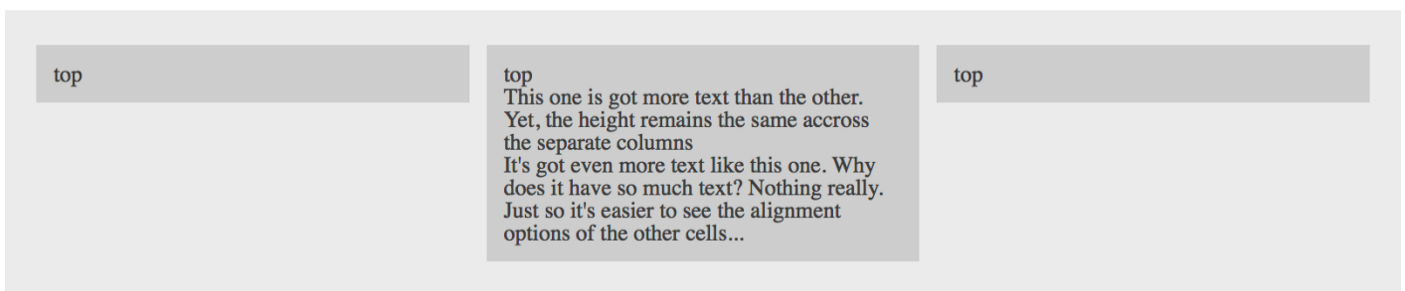 top
top
This one is got more text than the other.
Yet, the height remains the same accross
the separate columns
It's got even more text like this one. Why
does it have so much text? Nothing really.
Just so it's easier to see the alignment
options of the other cells...
top